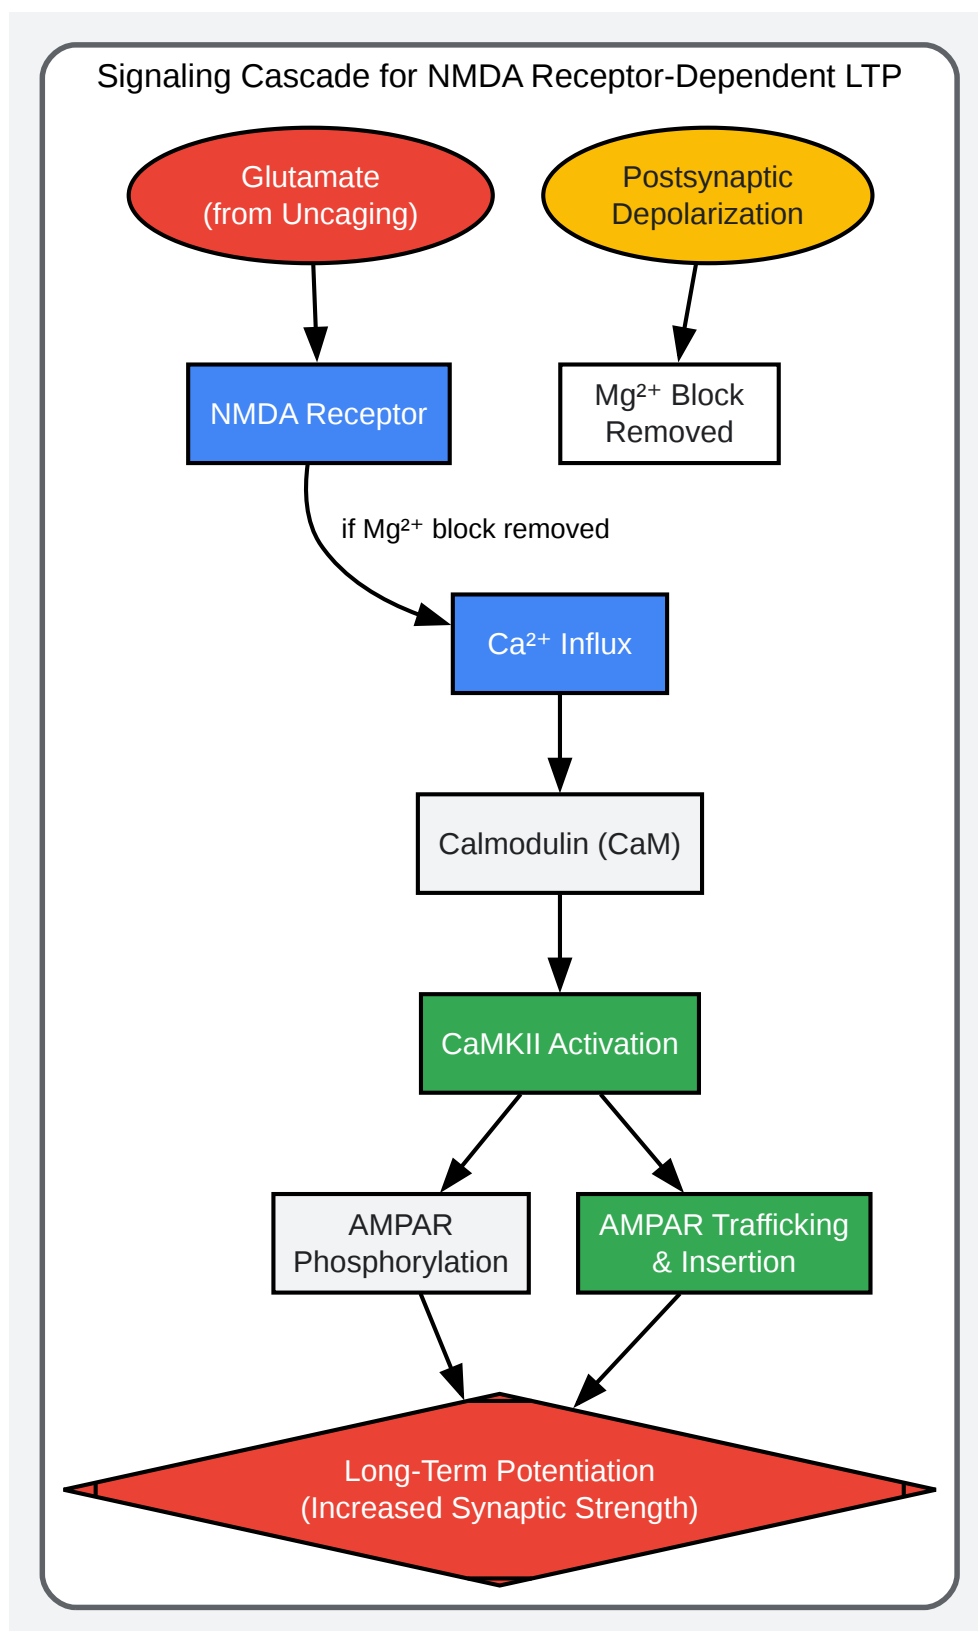 Signaling Cascade for NMDA Receptor-Dependent LTP
Glutamate
(from Uncaging)
Postsynaptic
Depolarization
NMDA Receptor
Mg²⁺ Block
Removed
if Mg²⁺ block removed
Ca²⁺ Influx
Calmodulin (CaM)
CaMKII Activation
AMPAR
Phosphorylation
AMPAR Trafficking
& Insertion
Long-Term Potentiation
(Increased Synaptic Strength)